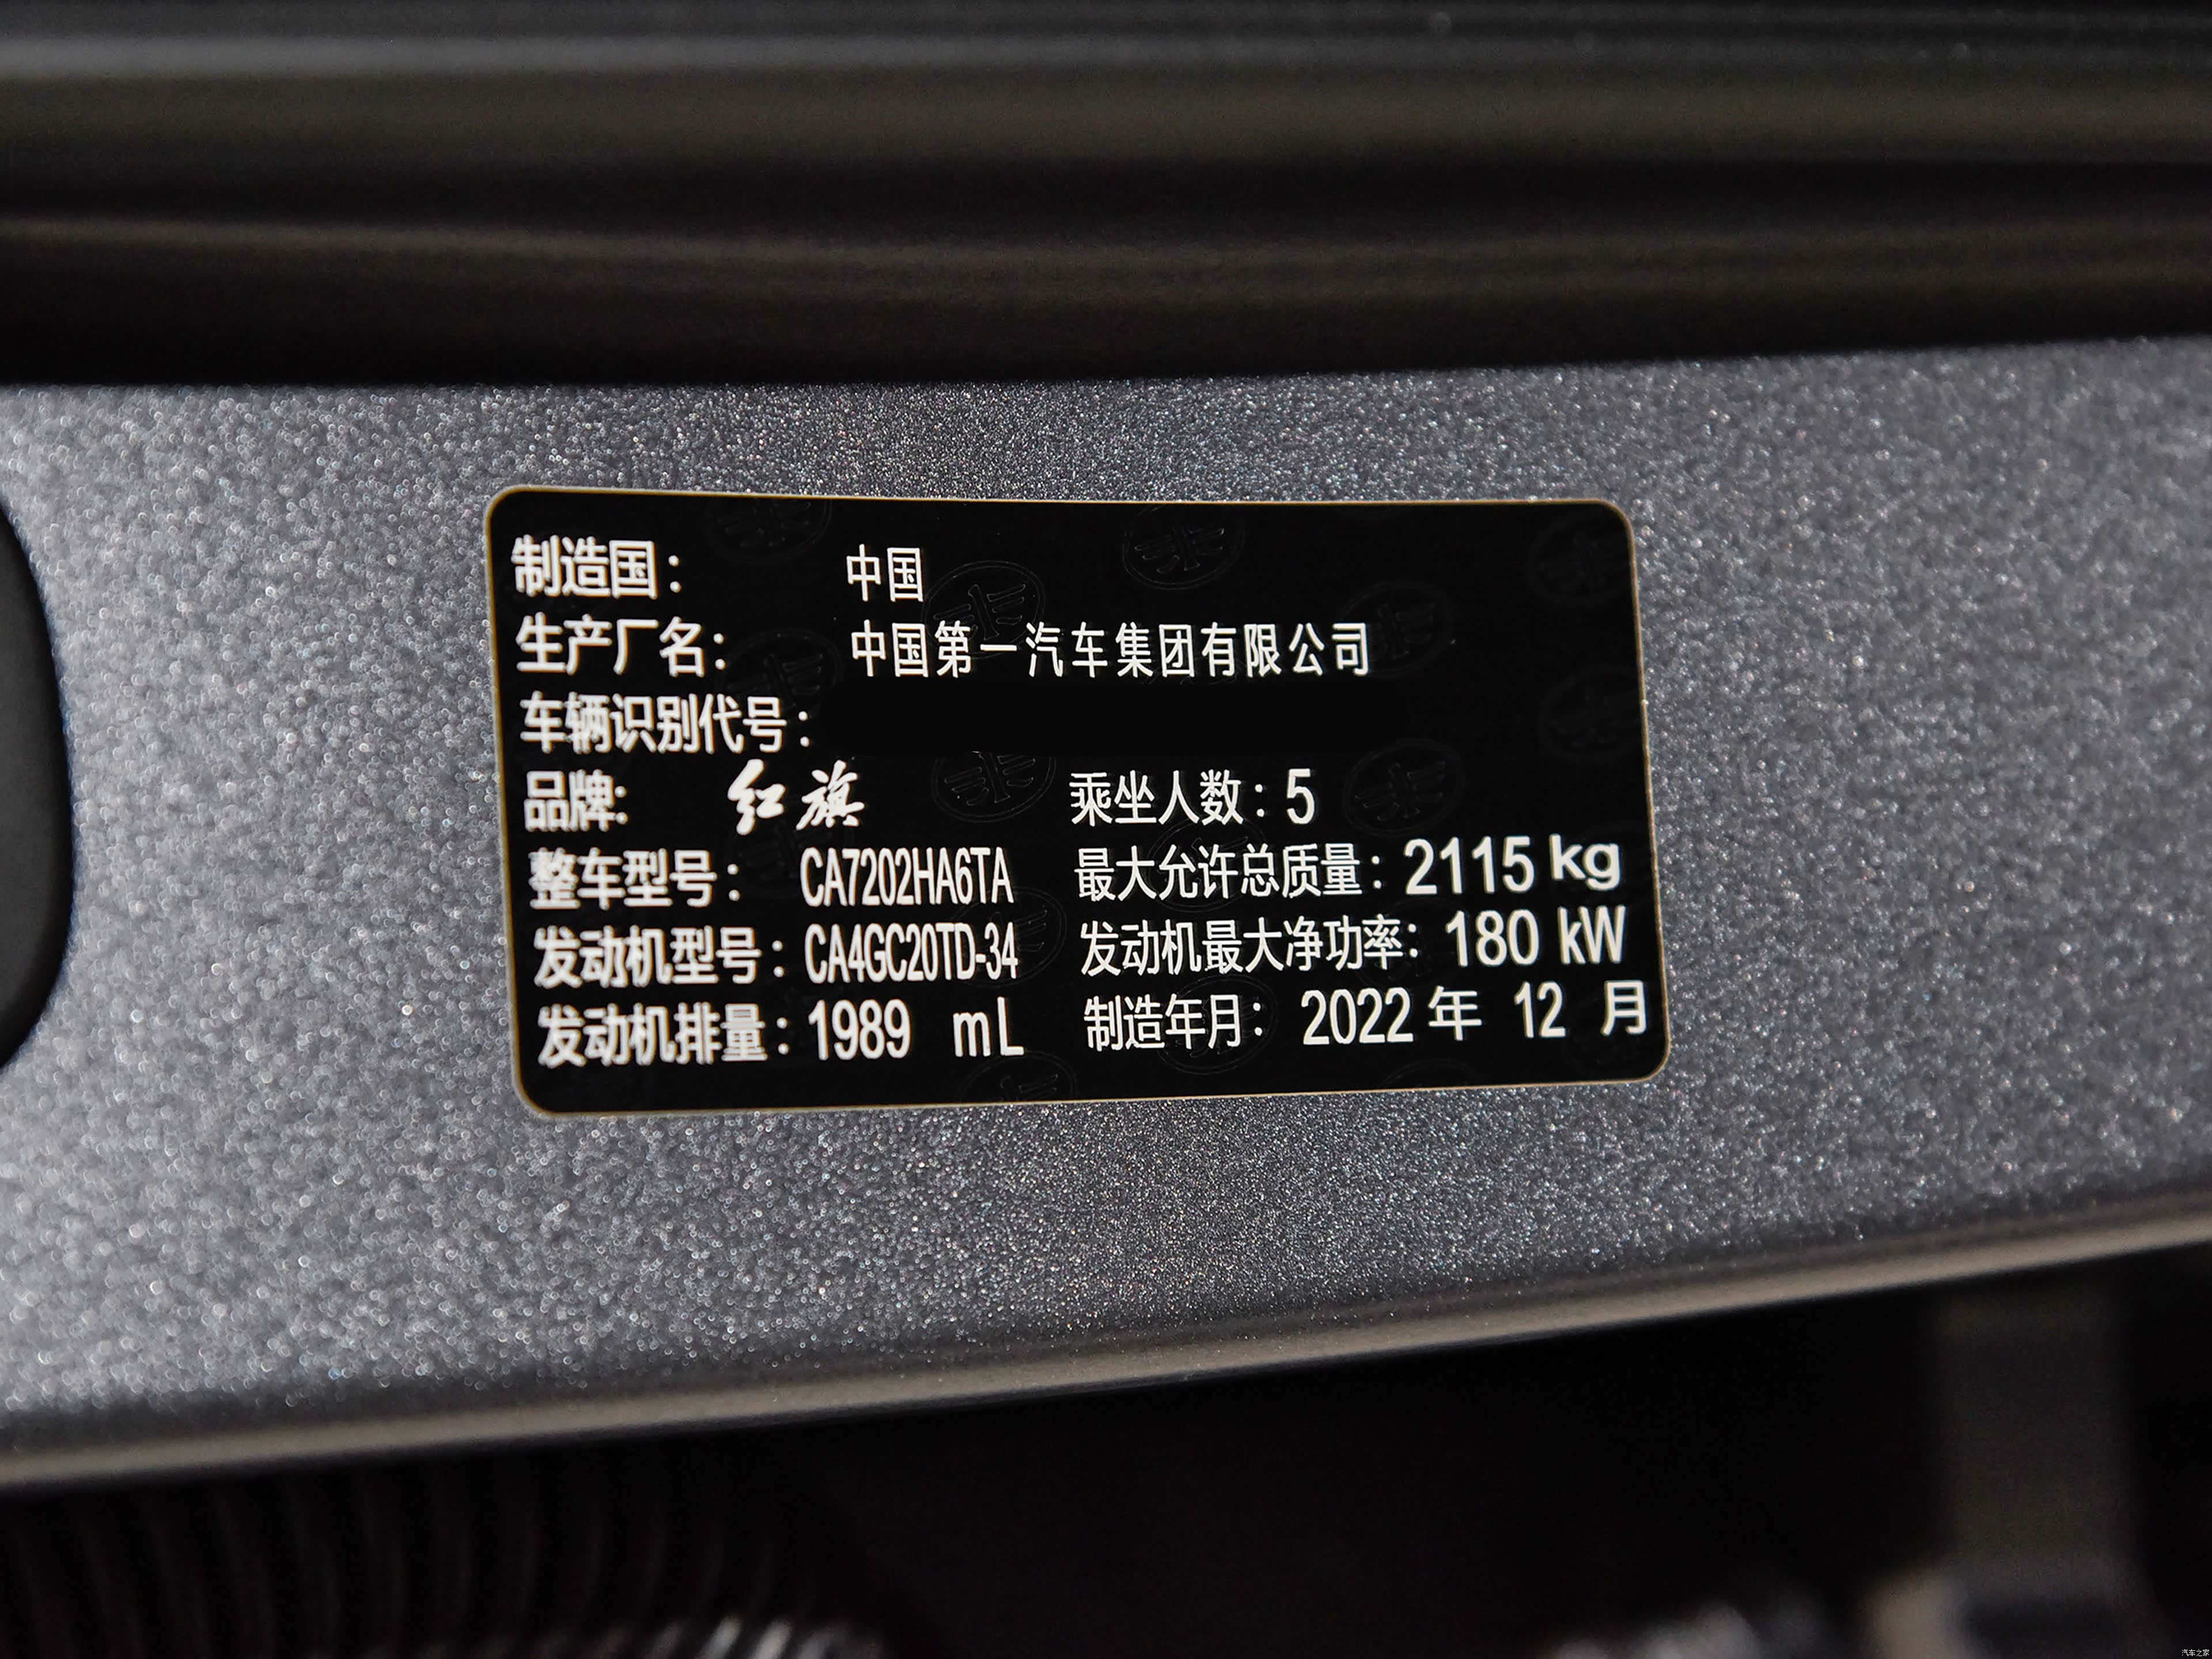 制造国： 中国
生产厂名： 中国第一汽车集团有限公司
车辆识别代号：
品牌: 红旗 乘坐人数：5
整车型号： CA7202HA6TA 最大允许总质量：2115 kg
发动机型号：CA4GC20TD-34 发动机最大净功率：180 kW
发动机排量：1989 mL 制造年月： 2022 年 12 月
汽车之家